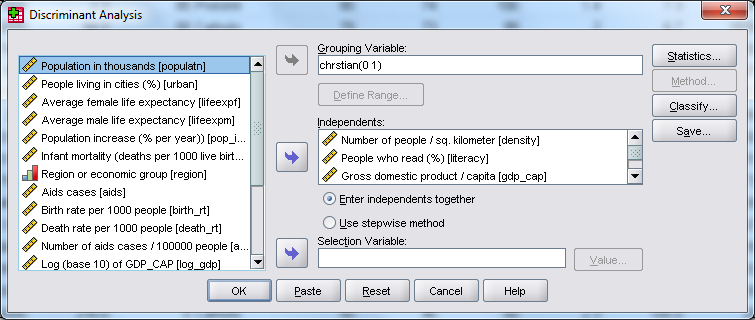 Discriminant Analysis
Population in thousands [populatn]
People living in cities (%) [urban]
Average female life expectancy [lifeexpf]
Average male life expectancy [lifeexpm]
Population increase (% per year)) [pop_i...
Infant mortality (deaths per 1000 live birt...
Region or economic group [region]
Aids cases [aids]
Birth rate per 1000 people [birth_rt]
Death rate per 1000 people [death_rt]
Number of aids cases / 100000 people [a...
Log (base 10) of GDP_CAP [log_gdp]
Grouping Variable:
chrstian(0 1)
Define Range...
Independents:
Number of people / sq. kilometer [density]
People who read (%) [literacy]
Gross domestic product / capita [gdp_cap]
Enter independents together
Use stepwise method
Selection Variable:
Value...
Statistics...
Method...
Classify...
Save...
OK
Paste
Reset
Cancel
Help